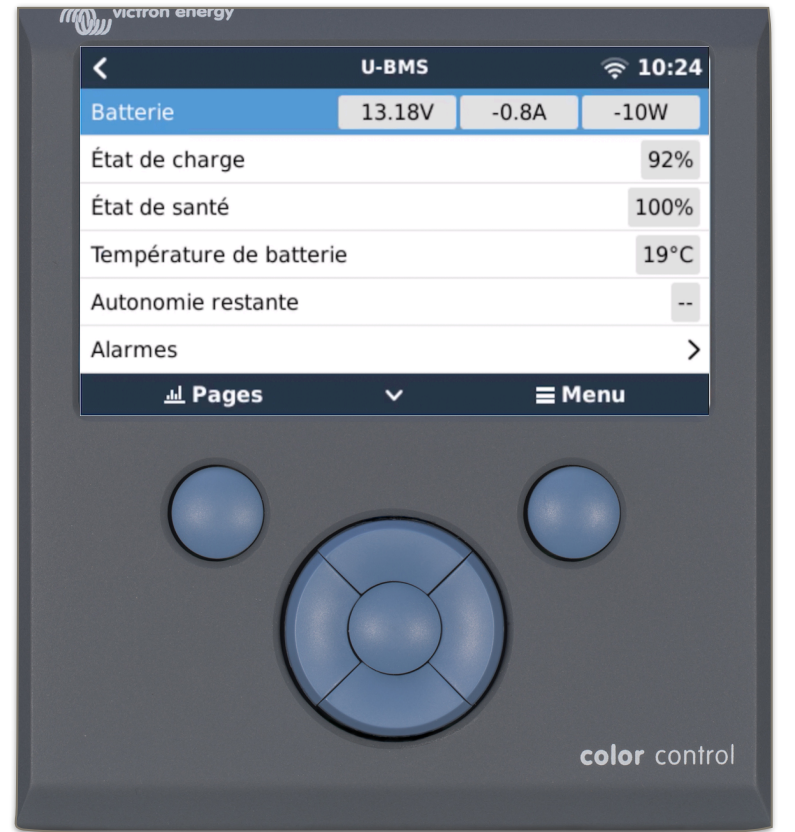 victron energy
U-BMS 10:24
Batterie 13.18V -0.8A -10W
État de charge 92%
État de santé 100%
Température de batterie 19°C
Autonomie restante --
Alarmes
Pages Menu
color control